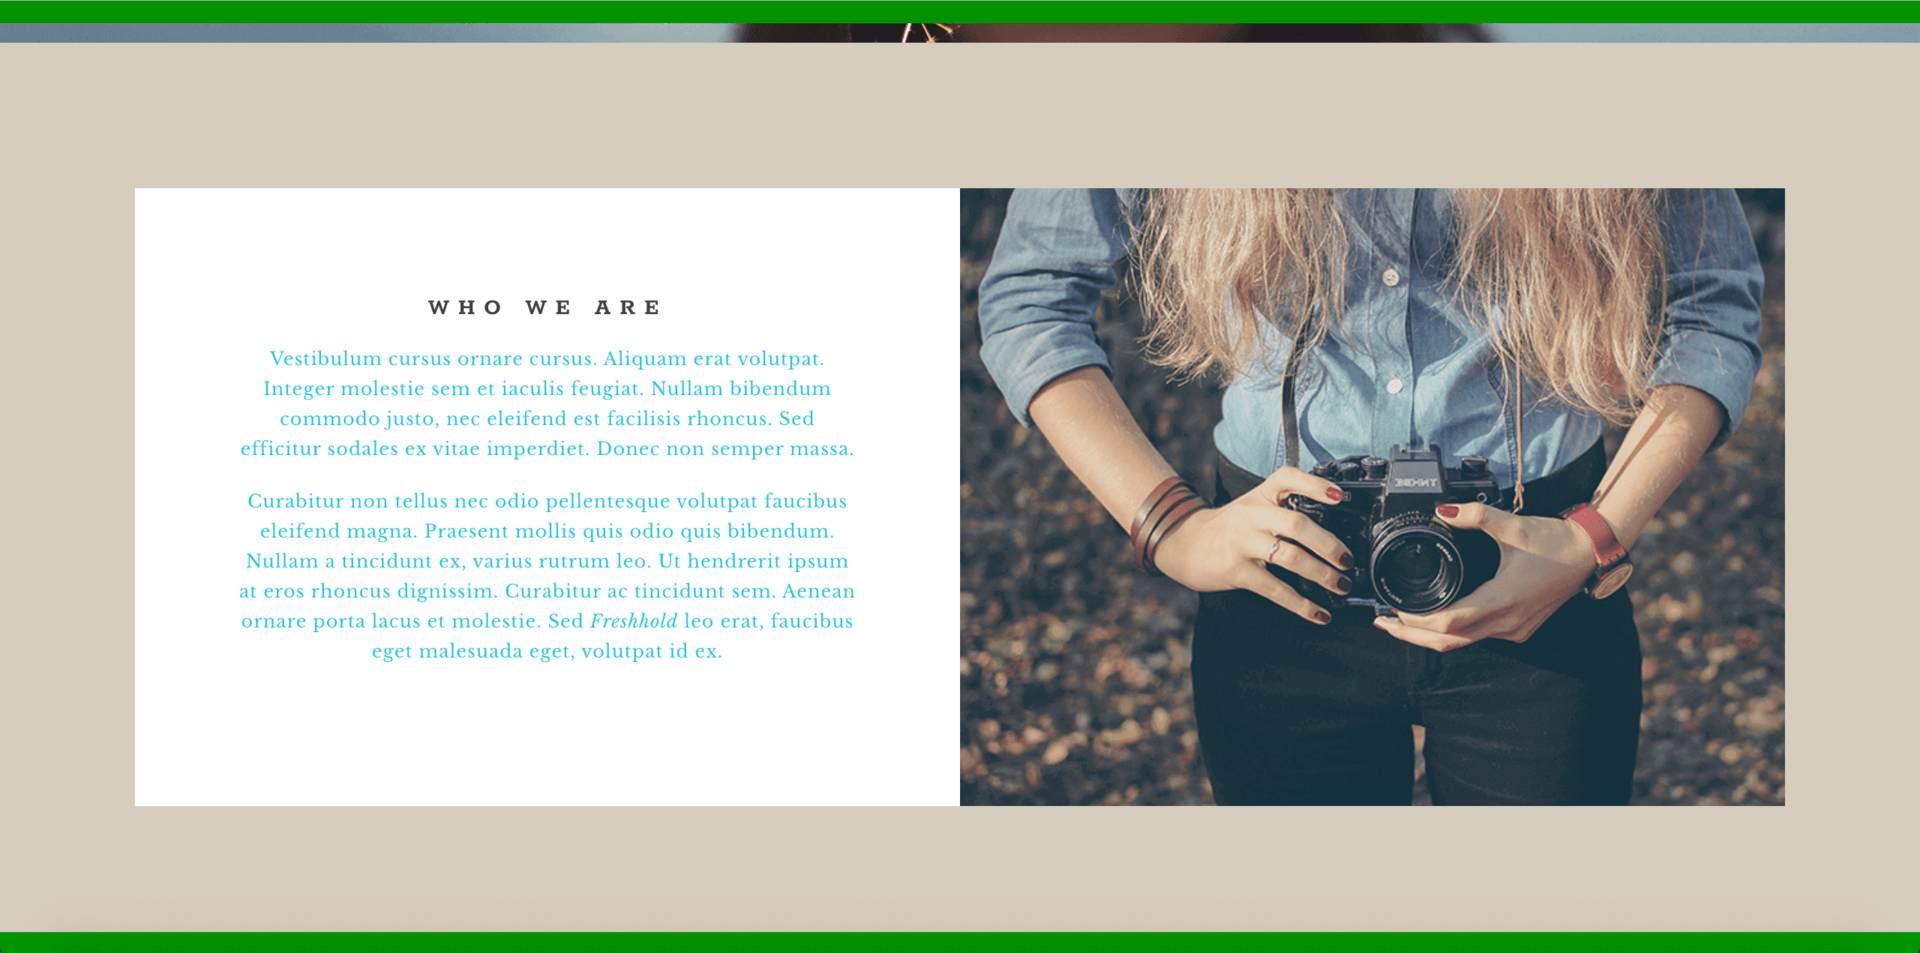 WHO WE ARE
Vestibulum cursus ornare cursus. Aliquam erat volutpat.
Integer molestie sem et iaculis feugiat. Nullam bibendum
commodo justo, nec eleifend est facilisis rhoncus. Sed
efficitur sodales ex vitae imperdiet. Donec non semper massa.
Curabitur non tellus nec odio pellentesque volutpat faucibus
eleifend magna. Praesent mollis quis odio quis bibendum.
Nullam a tincidunt ex, varius rutrum leo. Ut hendrerit ipsum
at eros rhoncus dignissim. Curabitur ac tincidunt sem. Aenean
ornare porta lacus et molestie. Sed Freshhold leo erat, faucibus
eget malesuada eget, volutpat id ex.